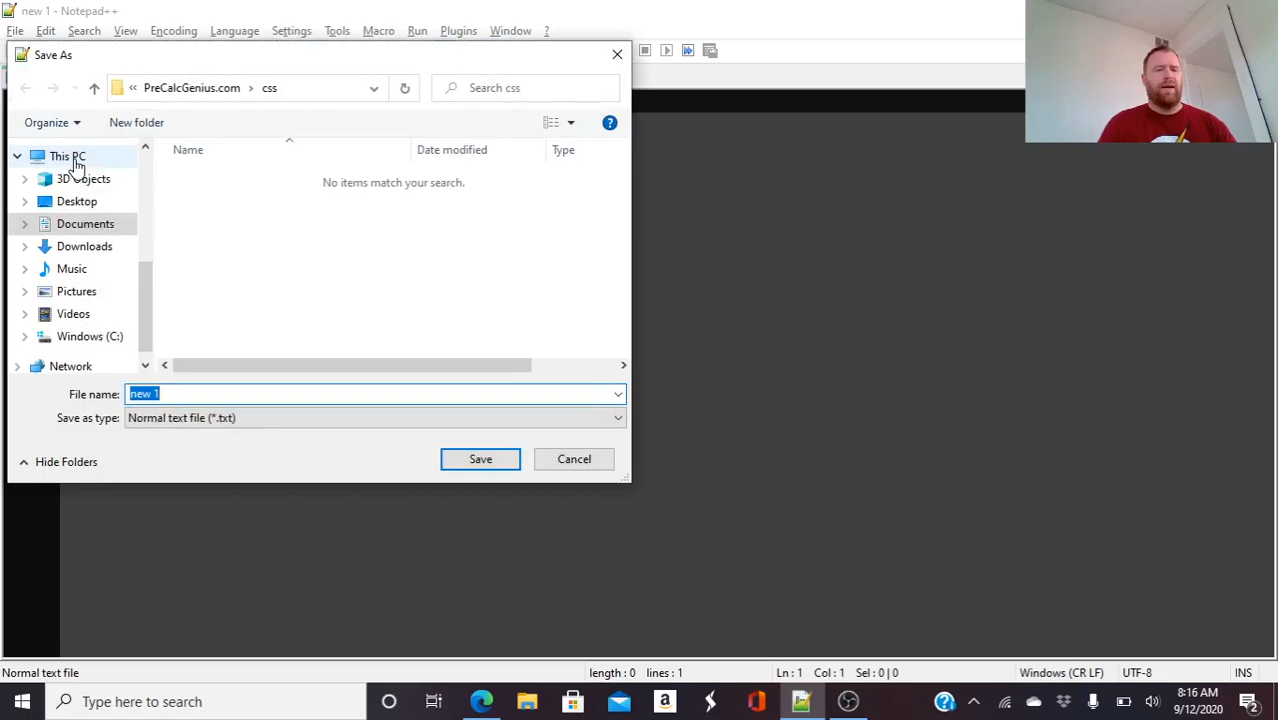 new 1 - Notepad++
File Edit Search View Encoding Language Settings Tools Macro Run Plugins Window ?
Save As
« PreCalcGenius.com › css
Search css
Organize New folder
This PC
3D Objects
Desktop
Documents
Downloads
Music
Pictures
Videos
Windows (C:)
Network
Name Date modified Type
No items match your search.
File name: new 1
Save as type: Normal text file (*.txt)
Hide Folders
Save Cancel
Normal text file length : 0 lines : 1 Ln : 1 Col : 1 Sel : 0 | 0 Windows (CR LF) UTF-8 INS
Type here to search
8:16 AM
9/12/2020
2